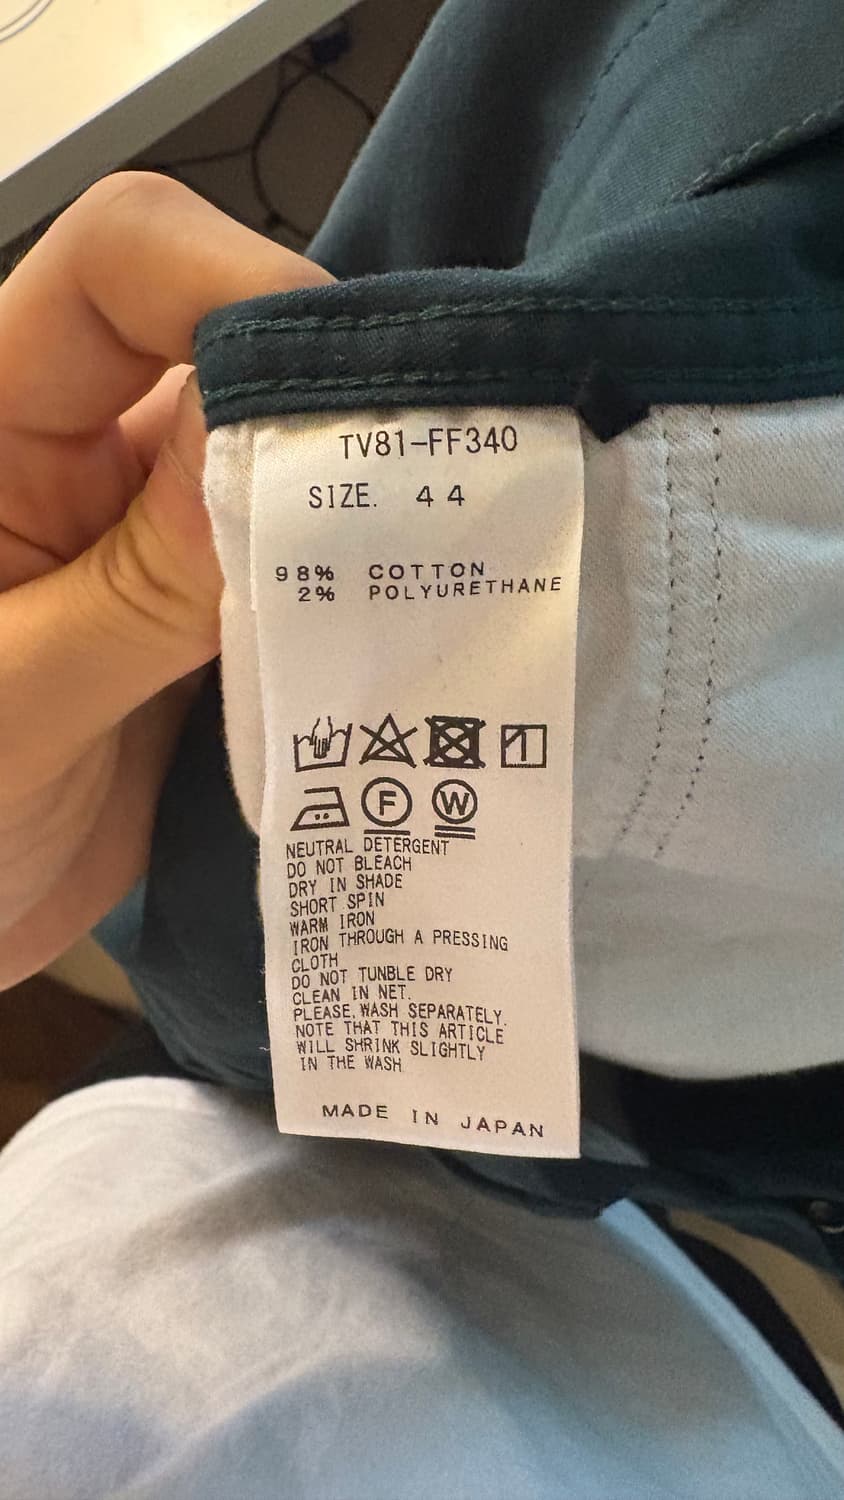 TV81-FF340
SIZE. 44
98% COTTON
2% POLYURETHANE
F W
NEUTRAL DETERGENT
DO NOT BLEACH
DRY IN SHADE
SHORT SPIN
WARM IRON
IRON THROUGH A PRESSING
CLOTH
DO NOT TUNBLE DRY
CLEAN IN NET.
PLEASE,WASH SEPARATELY.
NOTE THAT THIS ARTICLE
WILL SHRINK SLIGHTLY
IN THE WASH.
MADE IN JAPAN